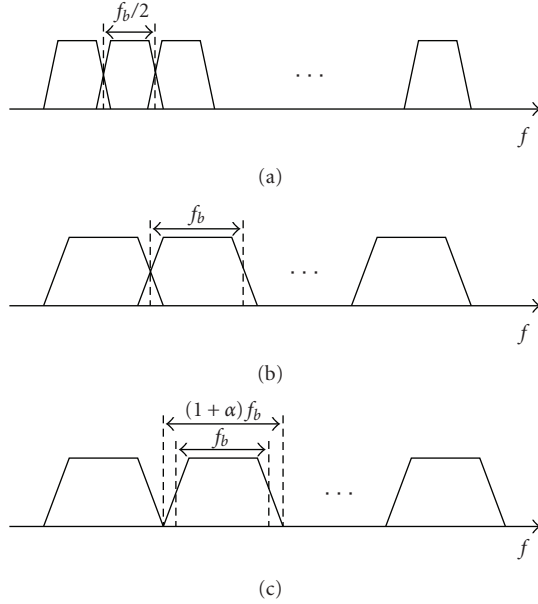 f_b/2
. . .
f
(a)
f_b
. . .
f
(b)
(1 + α) f_b
f_b
. . .
f
(c)